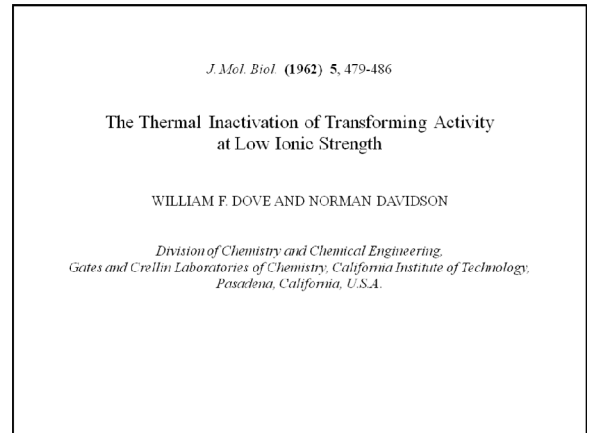 J. Mol. Biol. (1962) 5, 479-486
The Thermal Inactivation of Transforming Activity
at Low Ionic Strength
WILLIAM F. DOVE AND NORMAN DAVIDSON
Division of Chemistry and Chemical Engineering,
Gates and Crellin Laboratories of Chemistry, California Institute of Technology,
Pasadena, California, U.S.A.